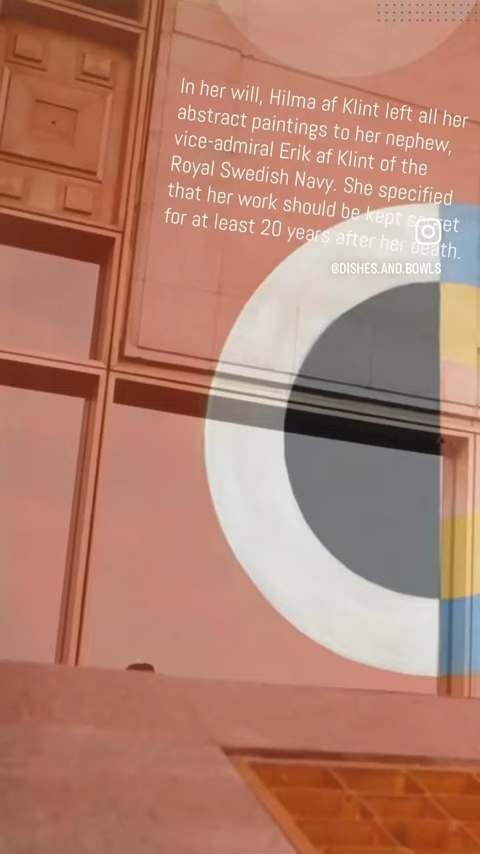 In her will, Hilma af Klint left all her
abstract paintings to her nephew,
vice-admiral Erik af Klint of the
Royal Swedish Navy. She specified
that her work should be kept secret
for at least 20 years after her death.
@DISHES.AND.BOWLS